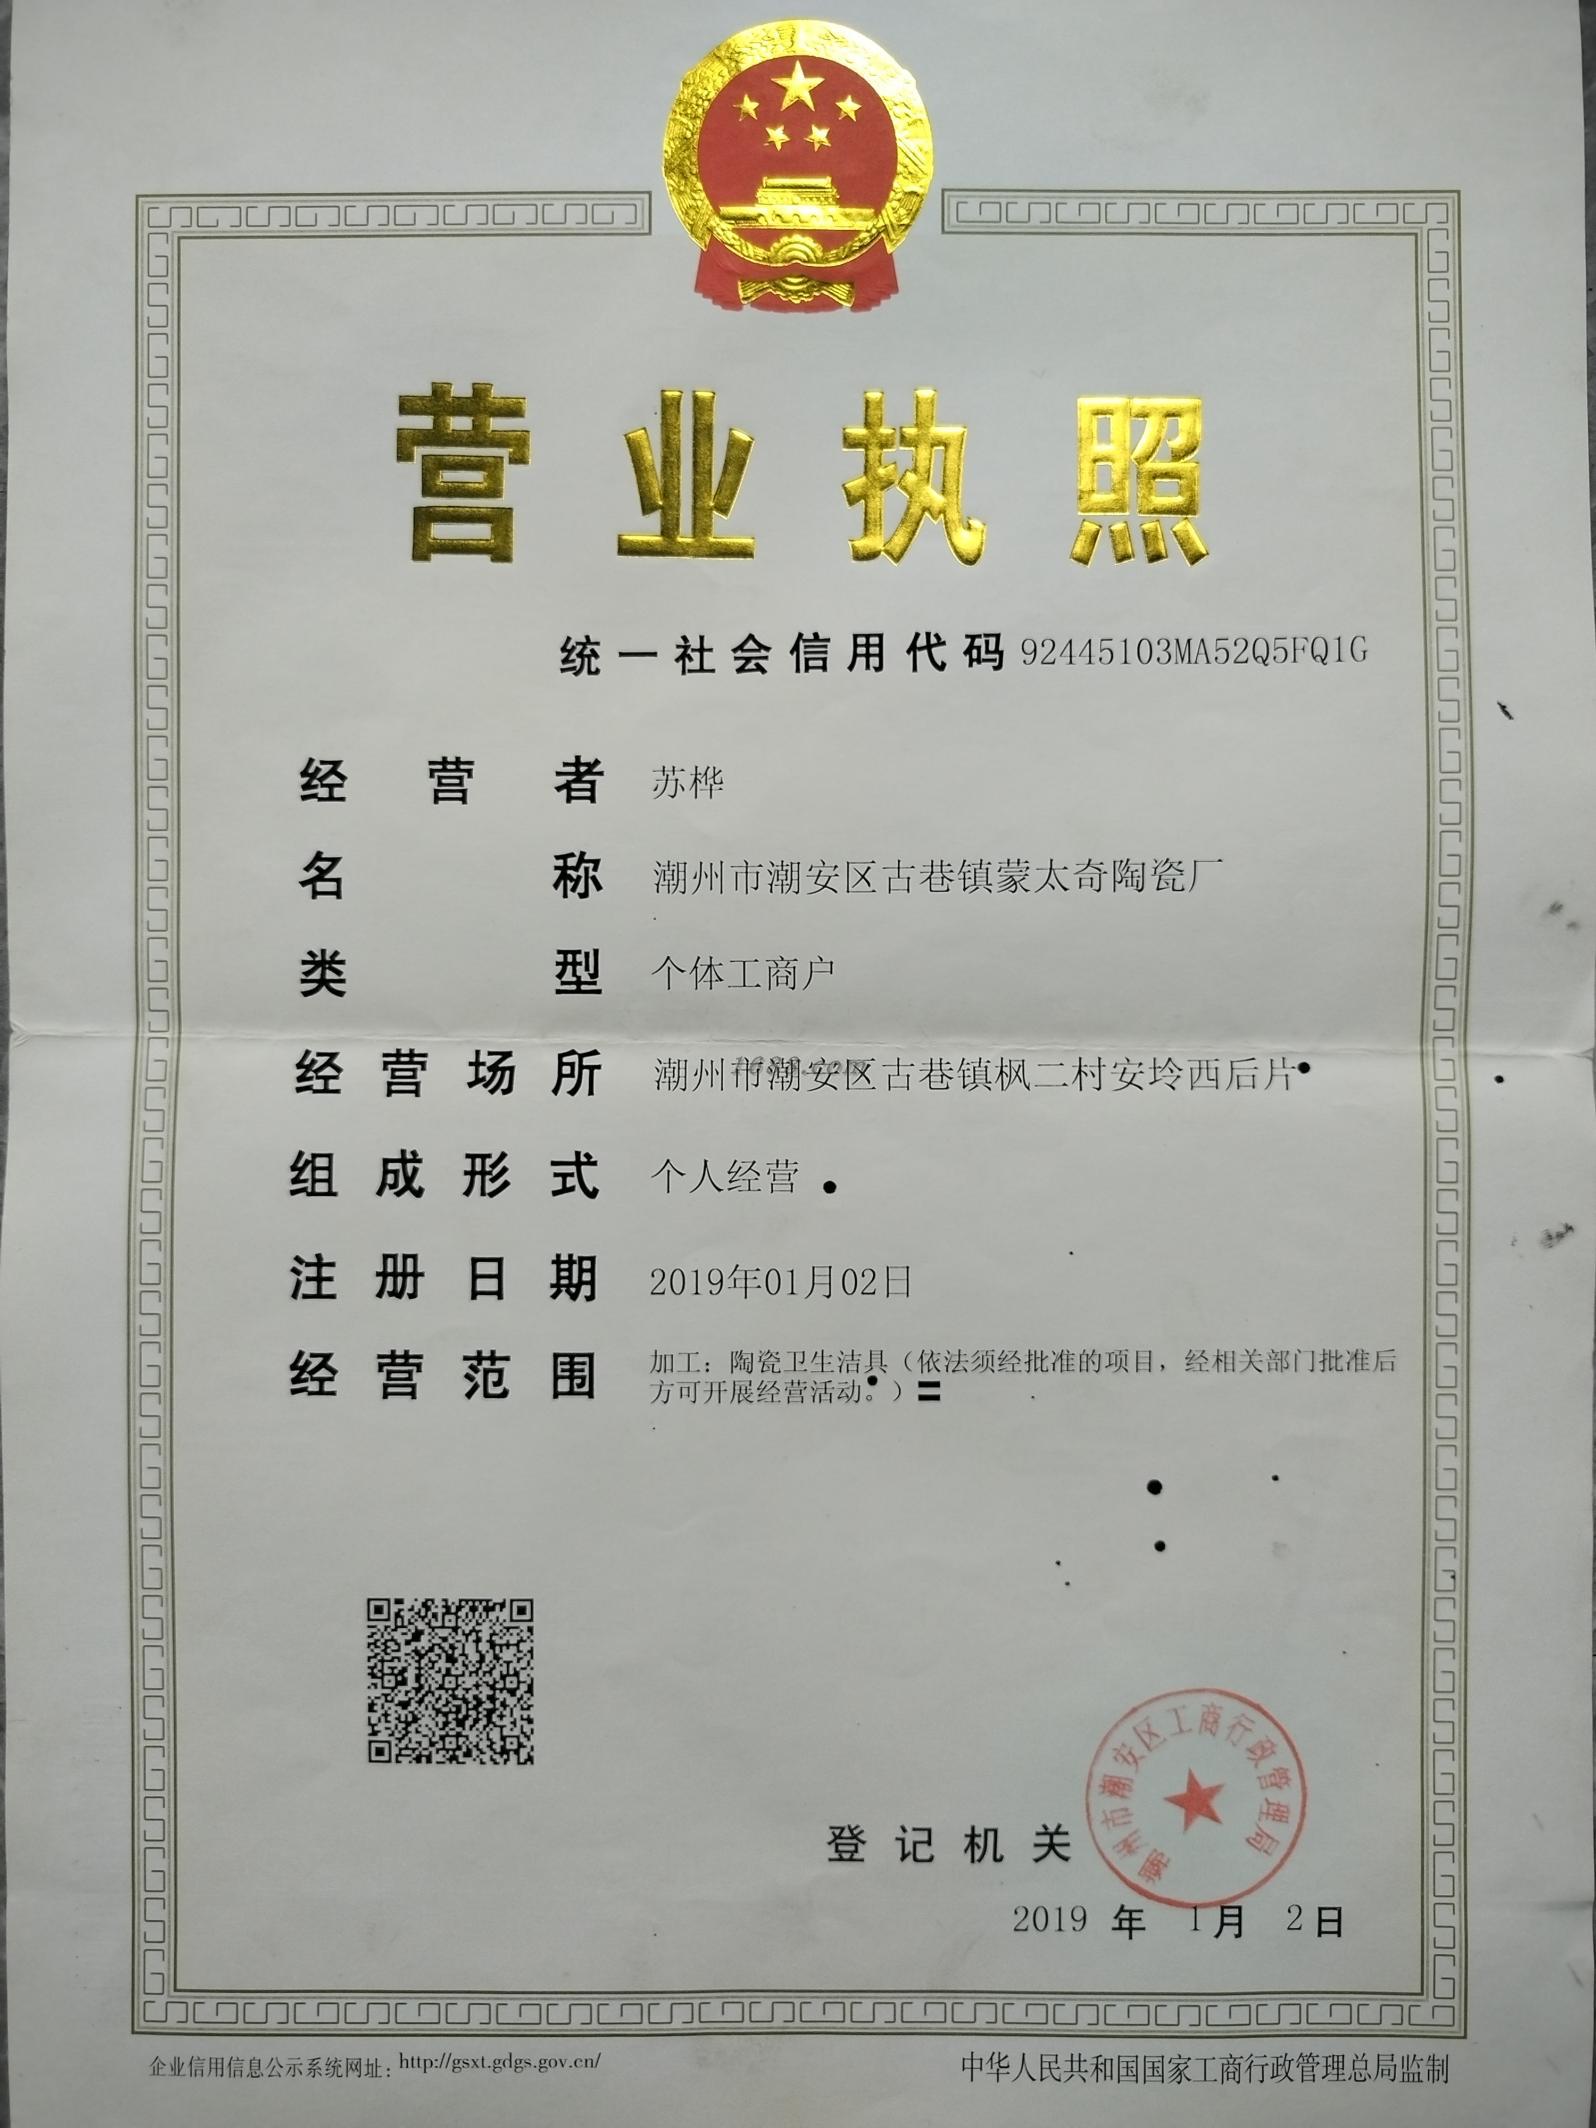 营业执照
统一社会信用代码 92445103MA52Q5FQ1G
经营者 苏桦
名称 潮州市潮安区古巷镇蒙太奇陶瓷厂
类型 个体工商户
经营场所 潮州市潮安区古巷镇枫二村安埁西后片
1688.com
组成形式 个人经营
注册日期 2019年01月02日
经营范围 加工：陶瓷卫生洁具（依法须经批准的项目，经相关部门批准后
方可开展经营活动。）〓
潮州市潮安区工商行政管理局
登记机关
2019 年 1 月 2 日
企业信用信息公示系统网址：http://gsxt.gdgs.gov.cn/
中华人民共和国国家工商行政管理总局监制